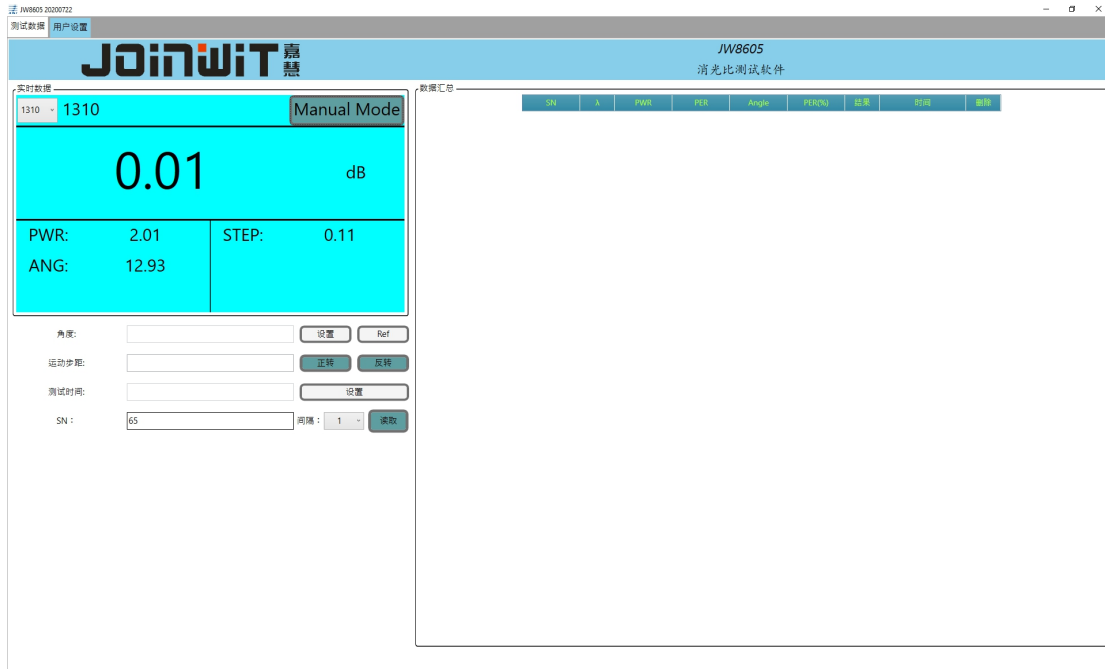 JW8605 20200722
测试数据 用户设置
JOINWIT 嘉慧
JW8605
消光比测试软件
实时数据
1310 1310 Manual Mode
0.01 dB
PWR: 2.01 STEP: 0.11
ANG: 12.93
角度: 设置 Ref
运动步距: 正转 反转
测试时间: 设置
SN: 65 间隔: 1 读取
数据汇总
SN λ PWR PER Angle PER(%) 结果 时间 删除